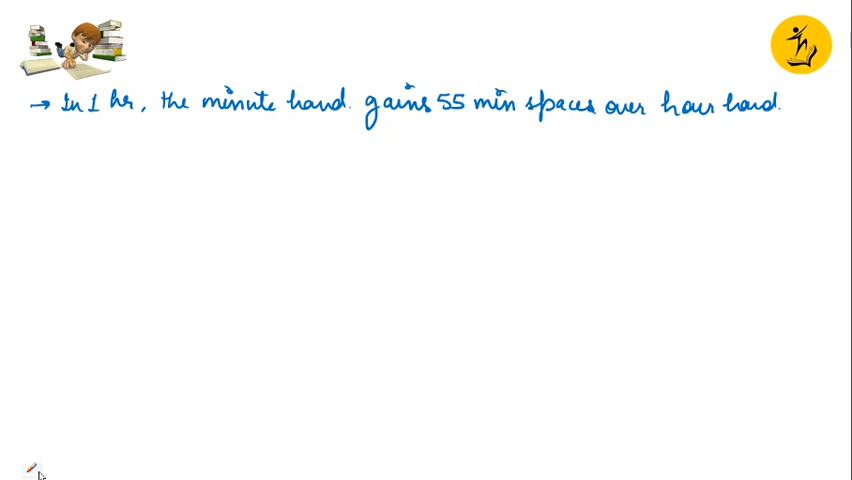 → In 1 hr, the minute hand. gains 55 min spaces over hour hand.